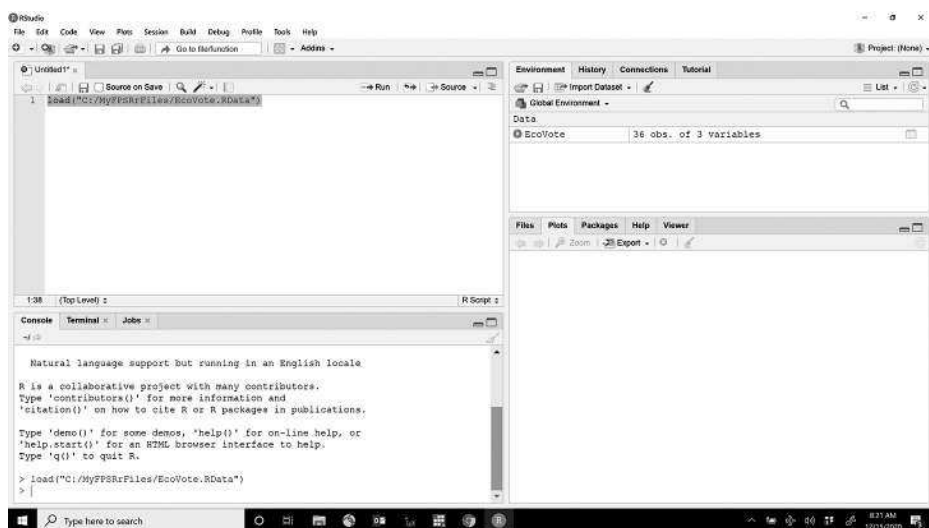 RStudio
File Edit Code View Plots Session Build Debug Profile Tools Help
Go to file/function Addins Project: (None)
Untitled1*
Source on Save Run Source
1 load("C:/MyFPSRrFiles/EcoVote.RData")
1:38 (Top Level) R Script
Console Terminal Jobs
Natural language support but running in an English locale
R is a collaborative project with many contributors.
Type 'contributors()' for more information and
'citation()' on how to cite R or R packages in publications.
Type 'demo()' for some demos, 'help()' for on-line help, or
'help.start()' for an HTML browser interface to help.
Type 'q()' to quit R.
> load("C:/MyFPSRrFiles/EcoVote.RData")
>
Environment History Connections Tutorial
Import Dataset List
Global Environment
Data
EcoVote 36 obs. of 3 variables
Files Plots Packages Help Viewer
Zoom Export
Type here to search
8:21 AM